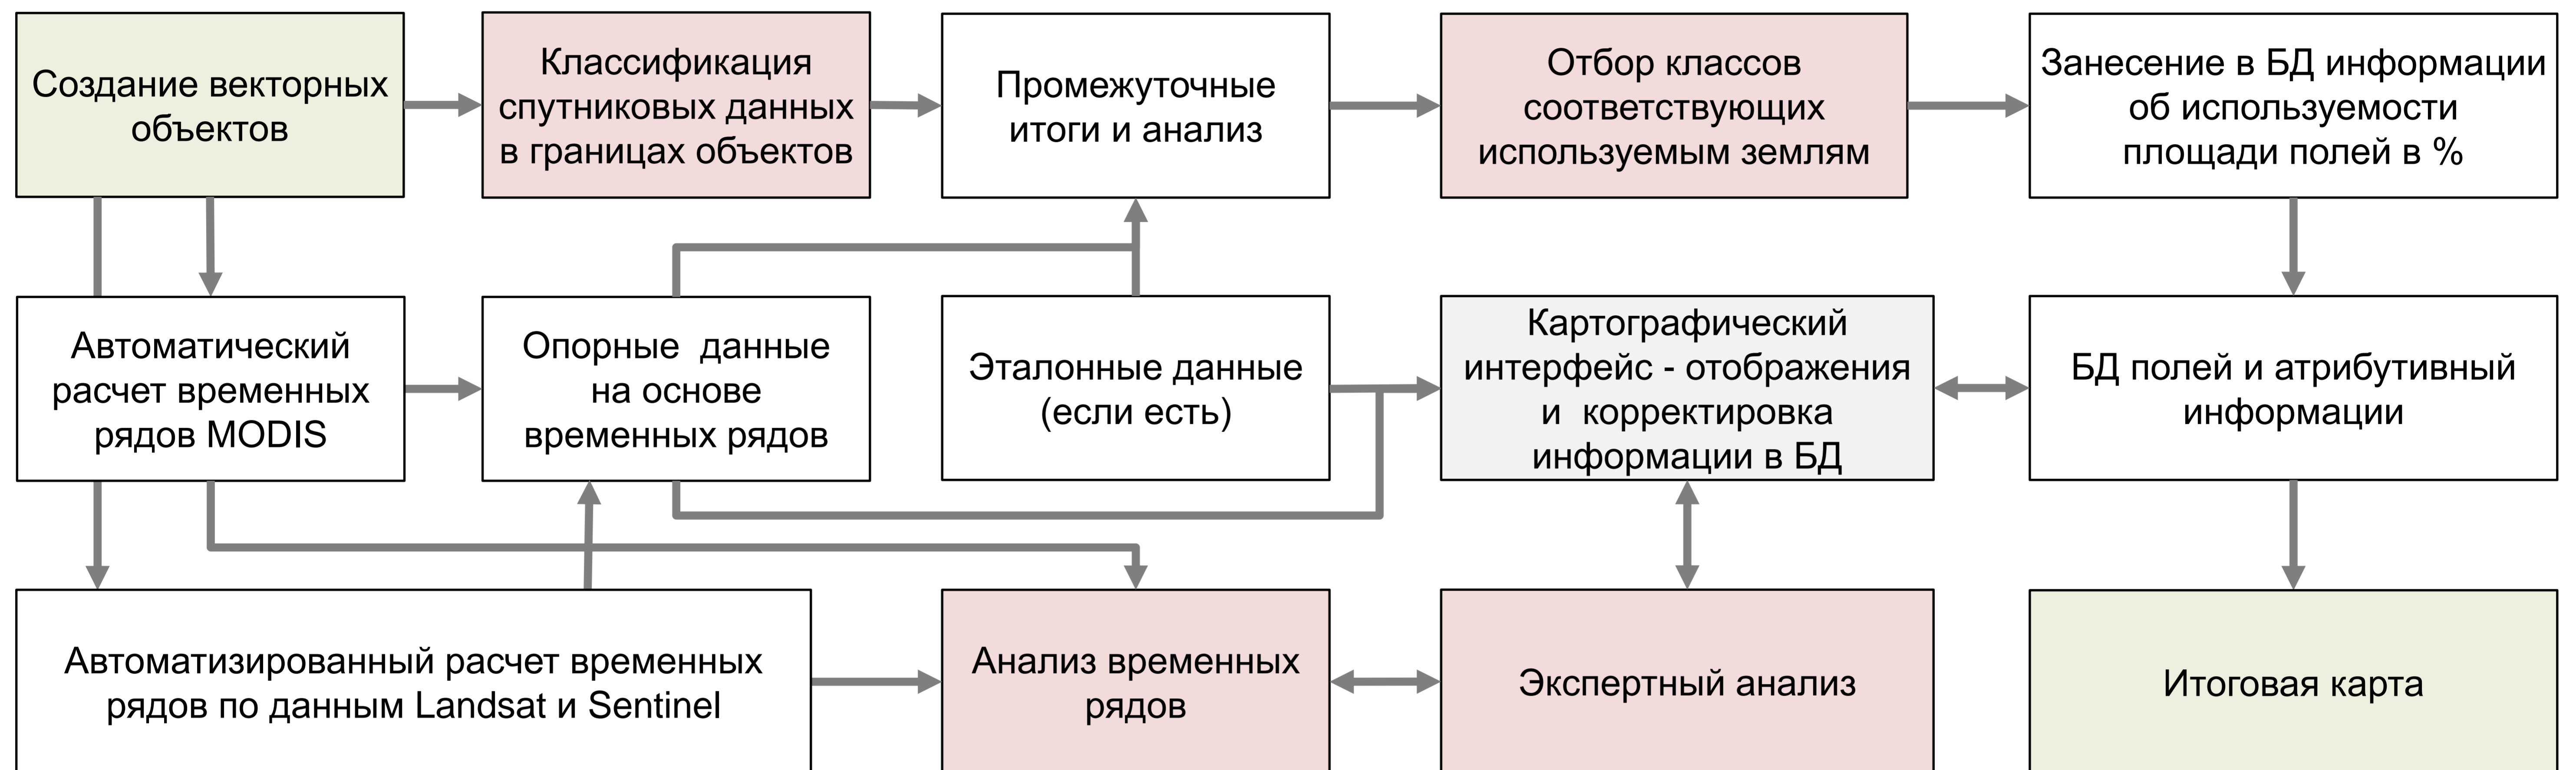 Создание векторных
объектов
Классификация
спутниковых данных
в границах объектов
Промежуточные
итоги и анализ
Отбор классов
соответствующих
используемым землям
Занесение в БД информации
об используемости
площади полей в %
Автоматический
расчет временных
рядов MODIS
Опорные данные
на основе
временных рядов
Эталонные данные
(если есть)
Картографический
интерфейс - отображения
и корректировка
информации в БД
БД полей и атрибутивный
информации
Автоматизированный расчет временных
рядов по данным Landsat и Sentinel
Анализ временных
рядов
Экспертный анализ
Итоговая карта